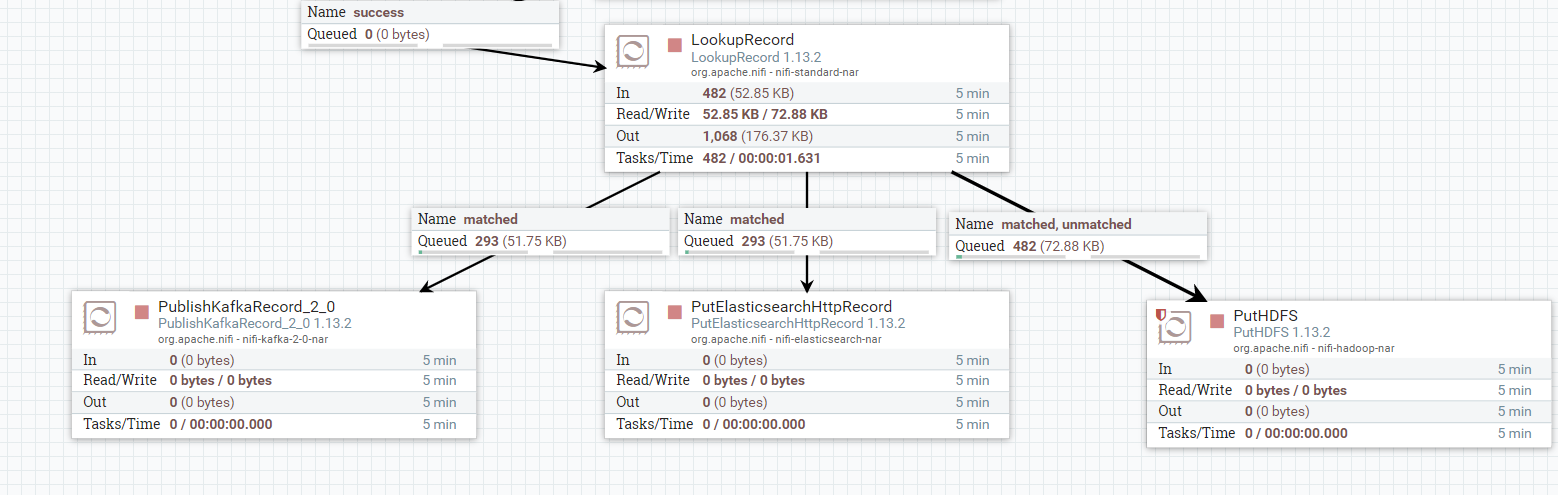 Name success
Queued 0 (0 bytes)
LookupRecord
LookupRecord 1.13.2
org.apache.nifi - nifi-standard-nar
In 482 (52.85 KB) 5 min
Read/Write 52.85 KB / 72.88 KB 5 min
Out 1,068 (176.37 KB) 5 min
Tasks/Time 482 / 00:00:01.631 5 min
Name matched
Queued 293 (51.75 KB)
Name matched
Queued 293 (51.75 KB)
Name matched, unmatched
Queued 482 (72.88 KB)
PublishKafkaRecord_2_0
PublishKafkaRecord_2_0 1.13.2
org.apache.nifi - nifi-kafka-2-0-nar
In 0 (0 bytes) 5 min
Read/Write 0 bytes / 0 bytes 5 min
Out 0 (0 bytes) 5 min
Tasks/Time 0 / 00:00:00.000 5 min
PutElasticsearchHttpRecord
PutElasticsearchHttpRecord 1.13.2
org.apache.nifi - nifi-elasticsearch-nar
In 0 (0 bytes) 5 min
Read/Write 0 bytes / 0 bytes 5 min
Out 0 (0 bytes) 5 min
Tasks/Time 0 / 00:00:00.000 5 min
PutHDFS
PutHDFS 1.13.2
org.apache.nifi - nifi-hadoop-nar
In 0 (0 bytes) 5 min
Read/Write 0 bytes / 0 bytes 5 min
Out 0 (0 bytes) 5 min
Tasks/Time 0 / 00:00:00.000 5 min